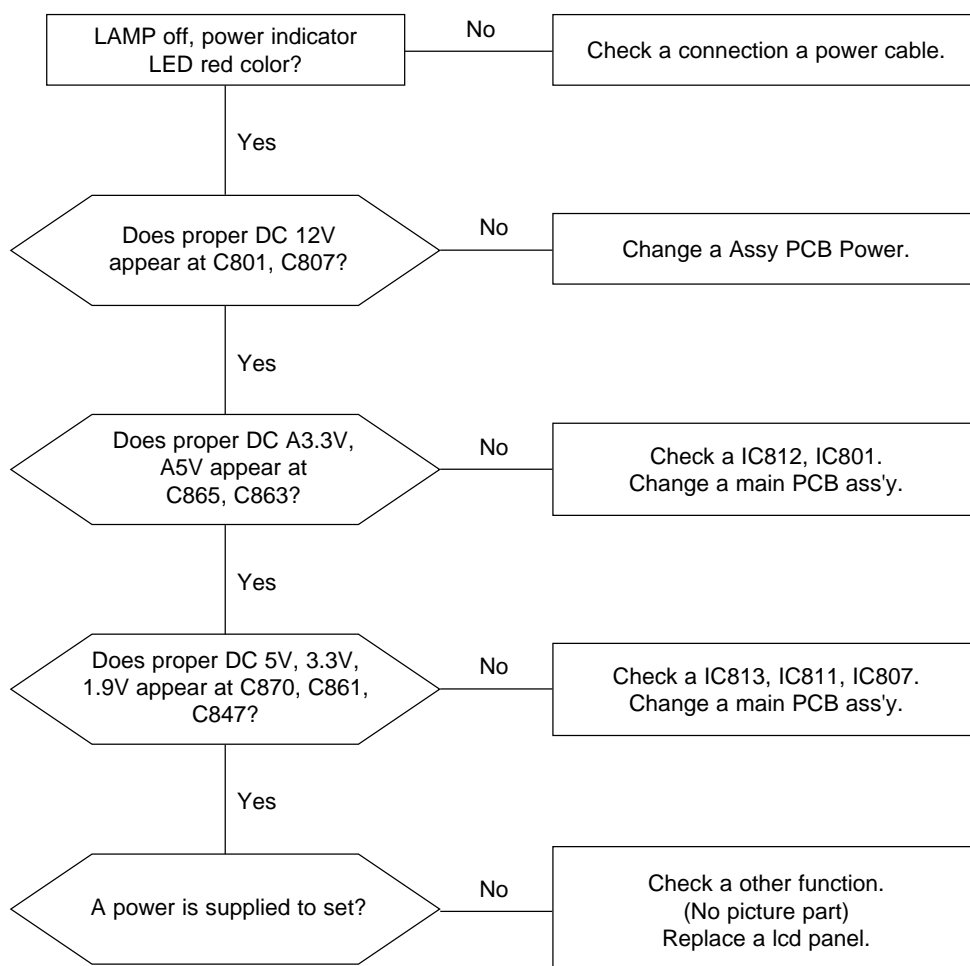 LAMP off, power indicator
LED red color?
No
Check a connection a power cable.
Yes
Does proper DC 12V
appear at C801, C807?
No
Change a Assy PCB Power.
Yes
Does proper DC A3.3V,
A5V appear at
C865, C863?
No
Check a IC812, IC801.
Change a main PCB ass'y.
Yes
Does proper DC 5V, 3.3V,
1.9V appear at C870, C861,
C847?
No
Check a IC813, IC811, IC807.
Change a main PCB ass'y.
Yes
A power is supplied to set?
No
Check a other function.
(No picture part)
Replace a lcd panel.